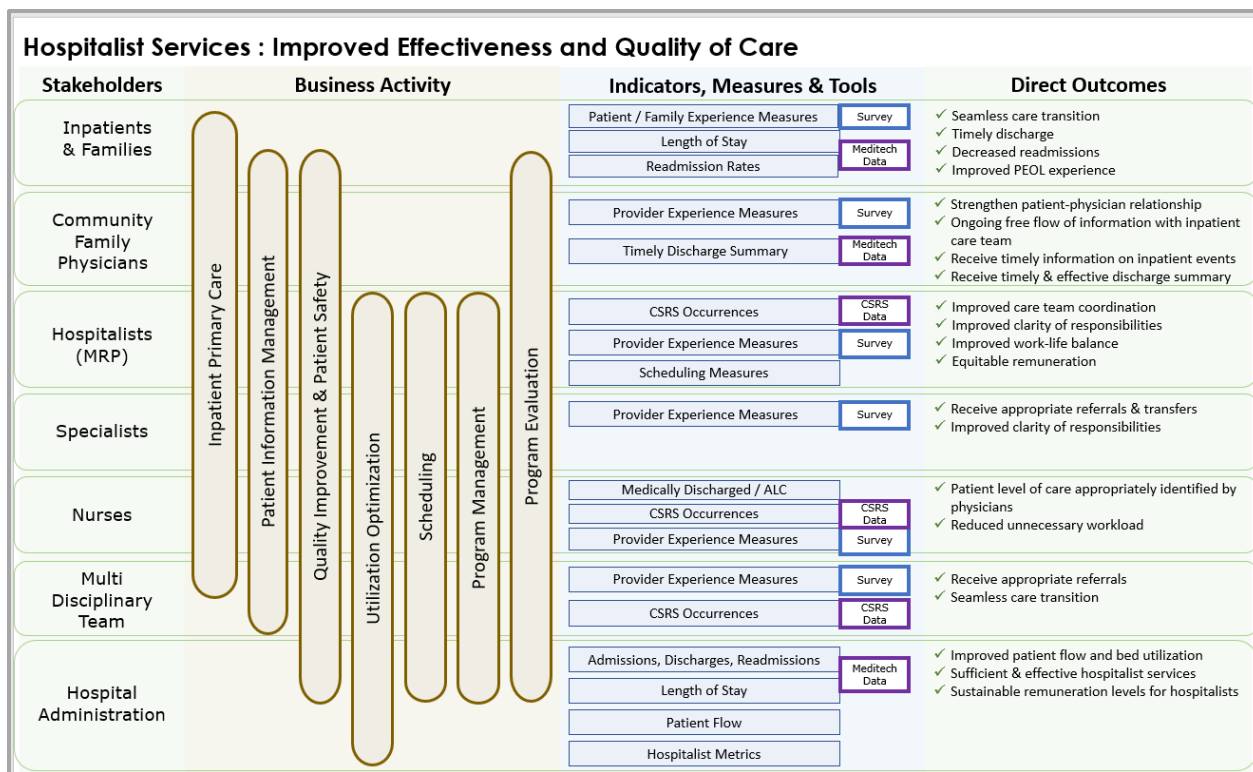 Hospitalist Services : Improved Effectiveness and Quality of Care
Stakeholders
Business Activity
Indicators, Measures & Tools
Direct Outcomes
Inpatients
& Families
Patient / Family Experience Measures
Survey
Length of Stay
Readmission Rates
Meditech
Data
Seamless care transition
Timely discharge
Decreased readmissions
Improved PEOL experience
Community
Family
Physicians
Provider Experience Measures
Survey
Timely Discharge Summary
Meditech
Data
Strengthen patient-physician relationship
Ongoing free flow of information with inpatient
care team
Receive timely information on inpatient events
Receive timely & effective discharge summary
Hospitalists
(MRP)
CSRS Occurrences
CSRS
Data
Provider Experience Measures
Survey
Scheduling Measures
Improved care team coordination
Improved clarity of responsibilities
Improved work-life balance
Equitable remuneration
Specialists
Provider Experience Measures
Survey
Receive appropriate referrals & transfers
Improved clarity of responsibilities
Nurses
Medically Discharged / ALC
CSRS Occurrences
CSRS
Data
Provider Experience Measures
Survey
Patient level of care appropriately identified by
physicians
Reduced unnecessary workload
Multi
Disciplinary
Team
Provider Experience Measures
Survey
CSRS Occurrences
CSRS
Data
Receive appropriate referrals
Seamless care transition
Hospital
Administration
Admissions, Discharges, Readmissions
Meditech
Data
Length of Stay
Patient Flow
Hospitalist Metrics
Improved patient flow and bed utilization
Sufficient & effective hospitalist services
Sustainable remuneration levels for hospitalists
Inpatient Primary Care
Patient Information Management
Quality Improvement & Patient Safety
Utilization Optimization
Scheduling
Program Management
Program Evaluation